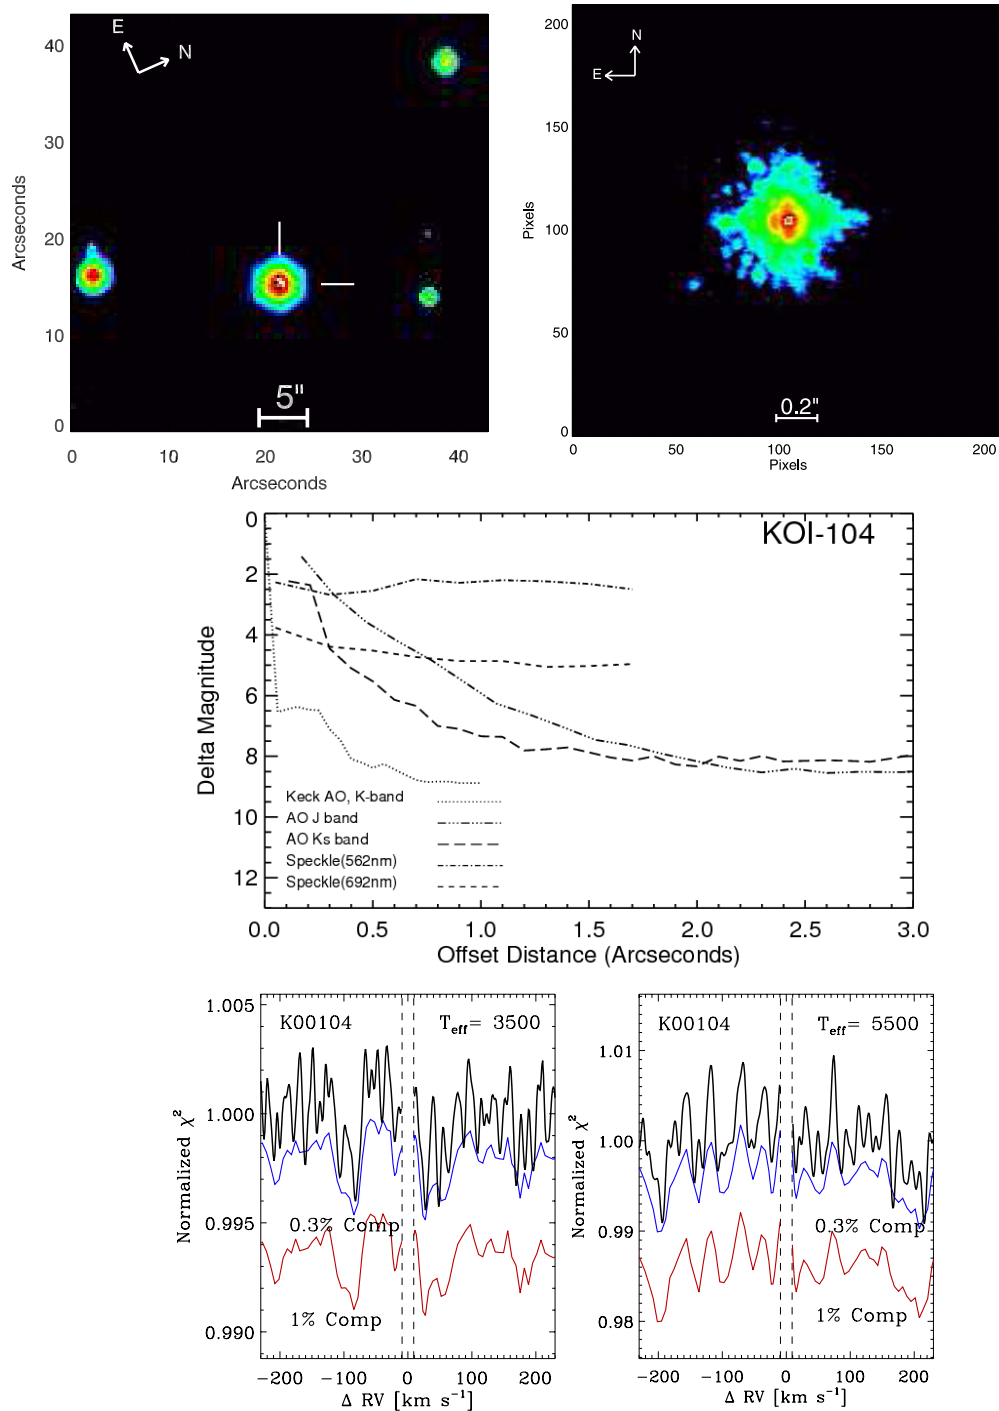 E
N
40
30
20
10
0
Arcseconds
5"
0
10
20
30
40
Arcseconds
N
E
200
150
100
50
0
Pixels
0.2"
0
50
100
150
200
Pixels
KOI-104
0
2
4
6
8
10
12
Delta Magnitude
Keck AO, K-band
AO J band
AO Ks band
Speckle(562nm)
Speckle(692nm)
0.0
0.5
1.0
1.5
2.0
2.5
3.0
Offset Distance (Arcseconds)
1.005
1.000
0.995
0.990
Normalized χ²
K00104
Teff= 3500
0.3% Comp
1% Comp
−200
−100
0
100
200
Δ RV [km s⁻¹]
1.01
1.00
0.99
0.98
Normalized χ²
K00104
Teff= 5500
0.3% Comp
1% Comp
−200
−100
0
100
200
Δ RV [km s⁻¹]